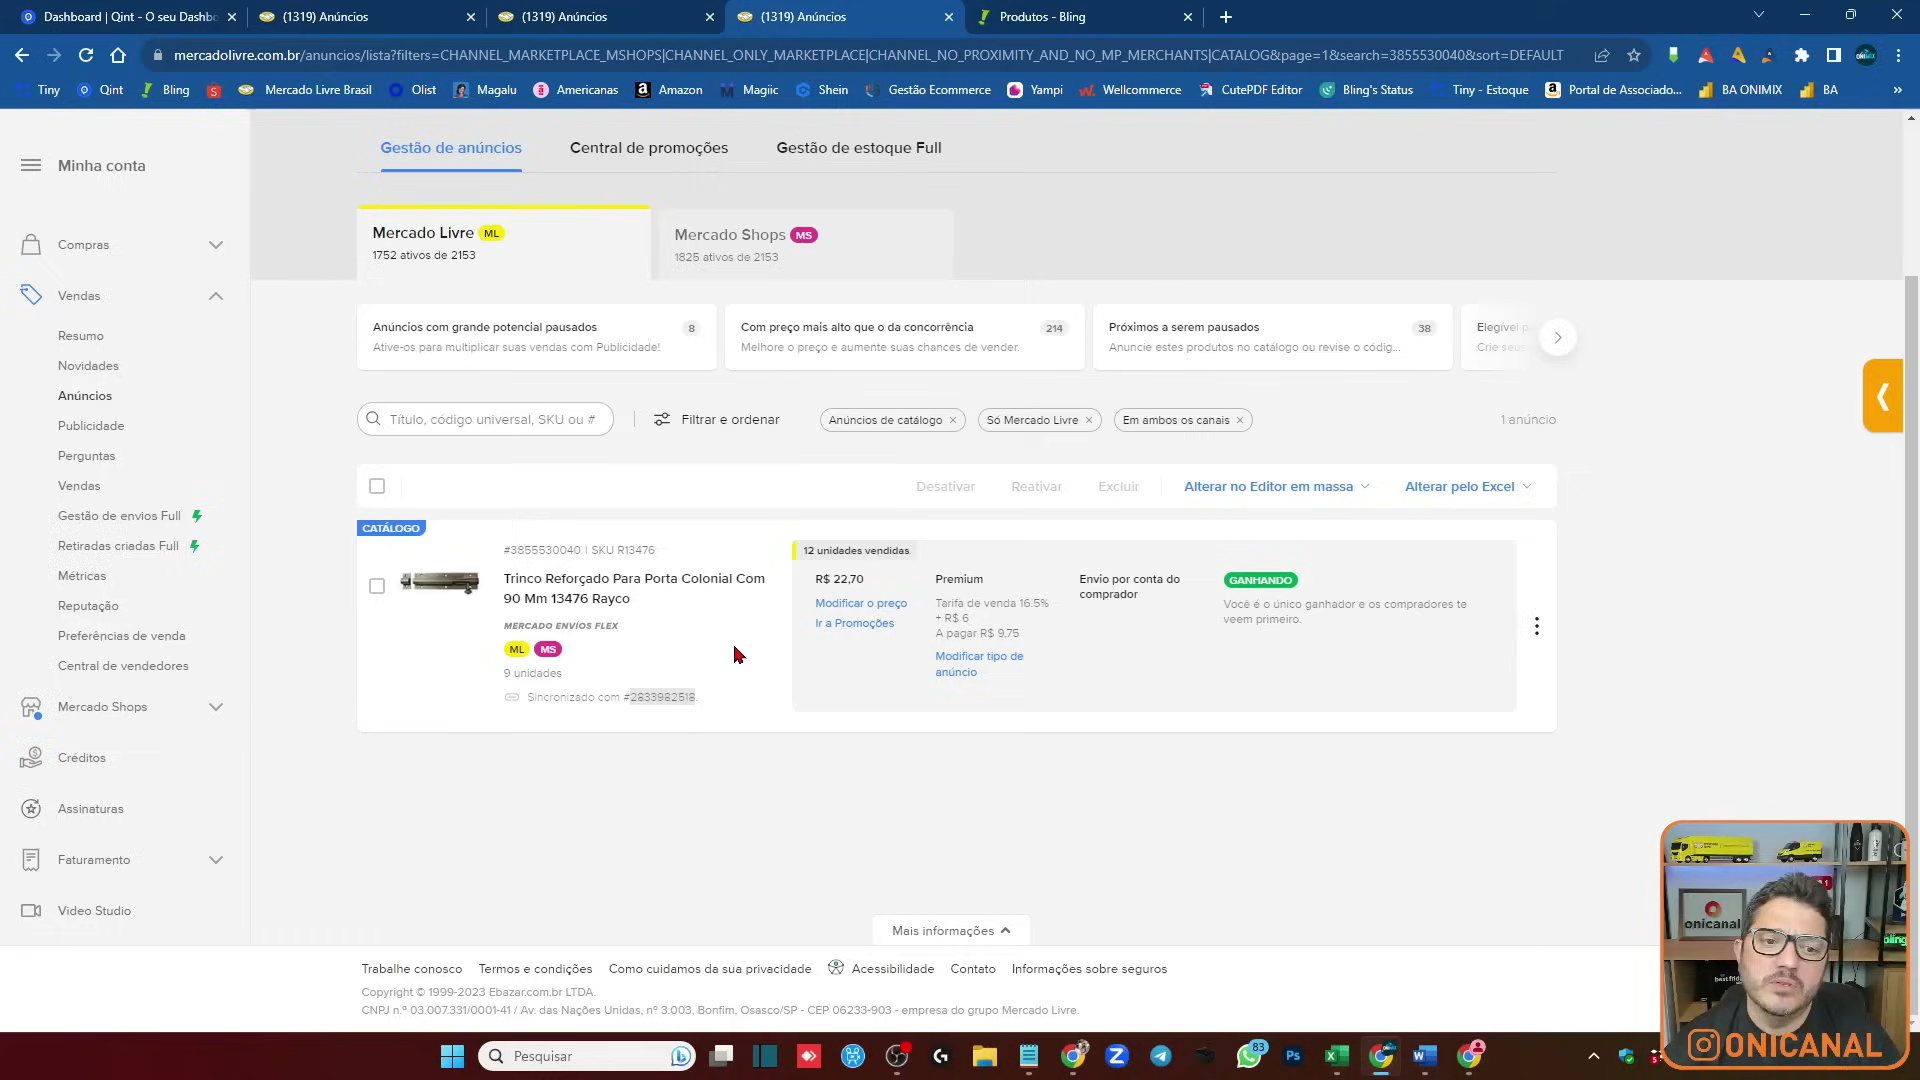 Dashboard | Qint - O seu Dashbo
(1319) Anúncios
(1319) Anúncios
(1319) Anúncios
Produtos - Bling
mercadolivre.com.br/anuncios/lista?filters=CHANNEL_MARKETPLACE_MSHOPS|CHANNEL_ONLY_MARKETPLACE|CHANNEL_NO_PROXIMITY_AND_NO_MP_MERCHANTS|CATALOG&page=1&search=3855530040&sort=DEFAULT
Tiny
Qint
Bling
Mercado Livre Brasil
Olist
Magalu
Americanas
Amazon
Magiic
Shein
Gestão Ecommerce
Yampi
Wellcommerce
CutePDF Editor
Bling's Status
Tiny - Estoque
Portal de Associado...
BA ONIMIX
BA
Minha conta
Compras
Vendas
Resumo
Novidades
Anúncios
Publicidade
Perguntas
Vendas
Gestão de envios Full
Retiradas criadas Full
Métricas
Reputação
Preferências de venda
Central de vendedores
Mercado Shops
Créditos
Assinaturas
Faturamento
Video Studio
Gestão de anúncios
Central de promoções
Gestão de estoque Full
Mercado Livre ML
1752 ativos de 2153
Mercado Shops MS
1825 ativos de 2153
Anúncios com grande potencial pausados 8
Ative-os para multiplicar suas vendas com Publicidade!
Com preço mais alto que o da concorrência 214
Melhore o preço e aumente suas chances de vender.
Próximos a serem pausados 38
Anuncie estes produtos no catálogo ou revise o códig...
Elegível p
Crie seus
Título, código universal, SKU ou #
Filtrar e ordenar
Anúncios de catálogo ×
Só Mercado Livre ×
Em ambos os canais ×
1 anúncio
Desativar
Reativar
Excluir
Alterar no Editor em massa
Alterar pelo Excel
CATÁLOGO
#3855530040 | SKU R13476
Trinco Reforçado Para Porta Colonial Com
90 Mm 13476 Rayco
MERCADO ENVÍOS FLEX
ML MS
9 unidades
Sincronizado com #2833982518.
12 unidades vendidas
R$ 22,70
Modificar o preço
Ir a Promoções
Premium
Tarifa de venda 16.5%
+ R$ 6
A pagar R$ 9.75
Modificar tipo de
anúncio
Envio por conta do
comprador
GANHANDO
Você é o único ganhador e os compradores te
veem primeiro.
Mais informações
Trabalhe conosco
Termos e condições
Como cuidamos da sua privacidade
Acessibilidade
Contato
Informações sobre seguros
Copyright © 1999-2023 Ebazar.com.br LTDA.
CNPJ n.º 03.007.331/0001-41 / Av. das Nações Unidas, nº 3.003, Bonfim, Osasco/SP - CEP 06233-903 - empresa do grupo Mercado Livre.
onicanal
bling
ONICANAL
Pesquisar
83
Ps